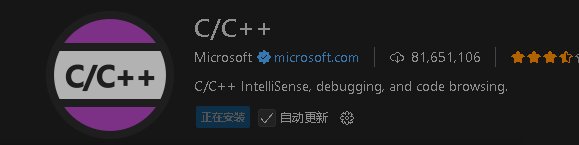 C/C++
C/C++
Microsoft microsoft.com 81,651,106
C/C++ IntelliSense, debugging, and code browsing.
正在安装 自动更新